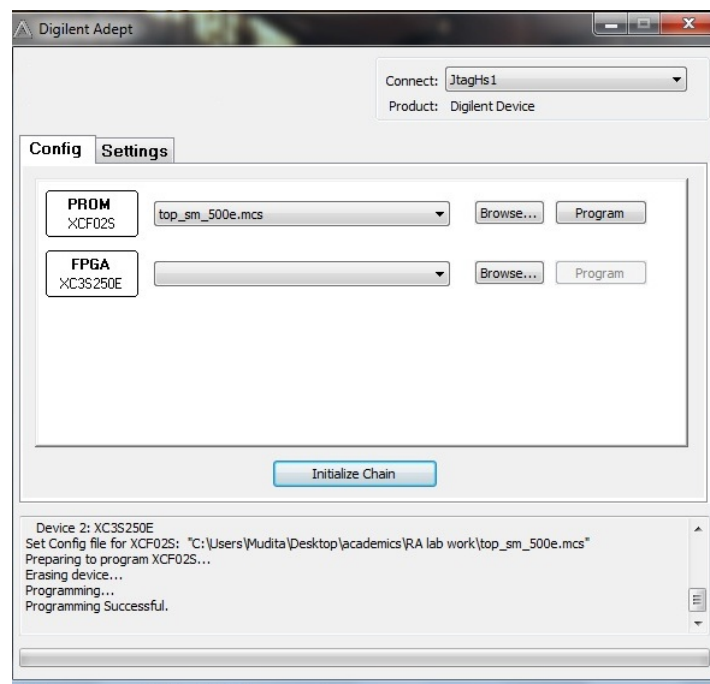 Digilent Adept
Connect: JtagHs1
Product: Digilent Device
Config Settings
PROM
XCF02S
top_sm_500e.mcs
Browse... Program
FPGA
XC3S250E
Browse... Program
Initialize Chain
Device 2: XC3S250E
Set Config file for XCF02S: "C:\Users\Mudita\Desktop\academics\RA lab work\top_sm_500e.mcs"
Preparing to program XCF02S...
Erasing device...
Programming...
Programming Successful.